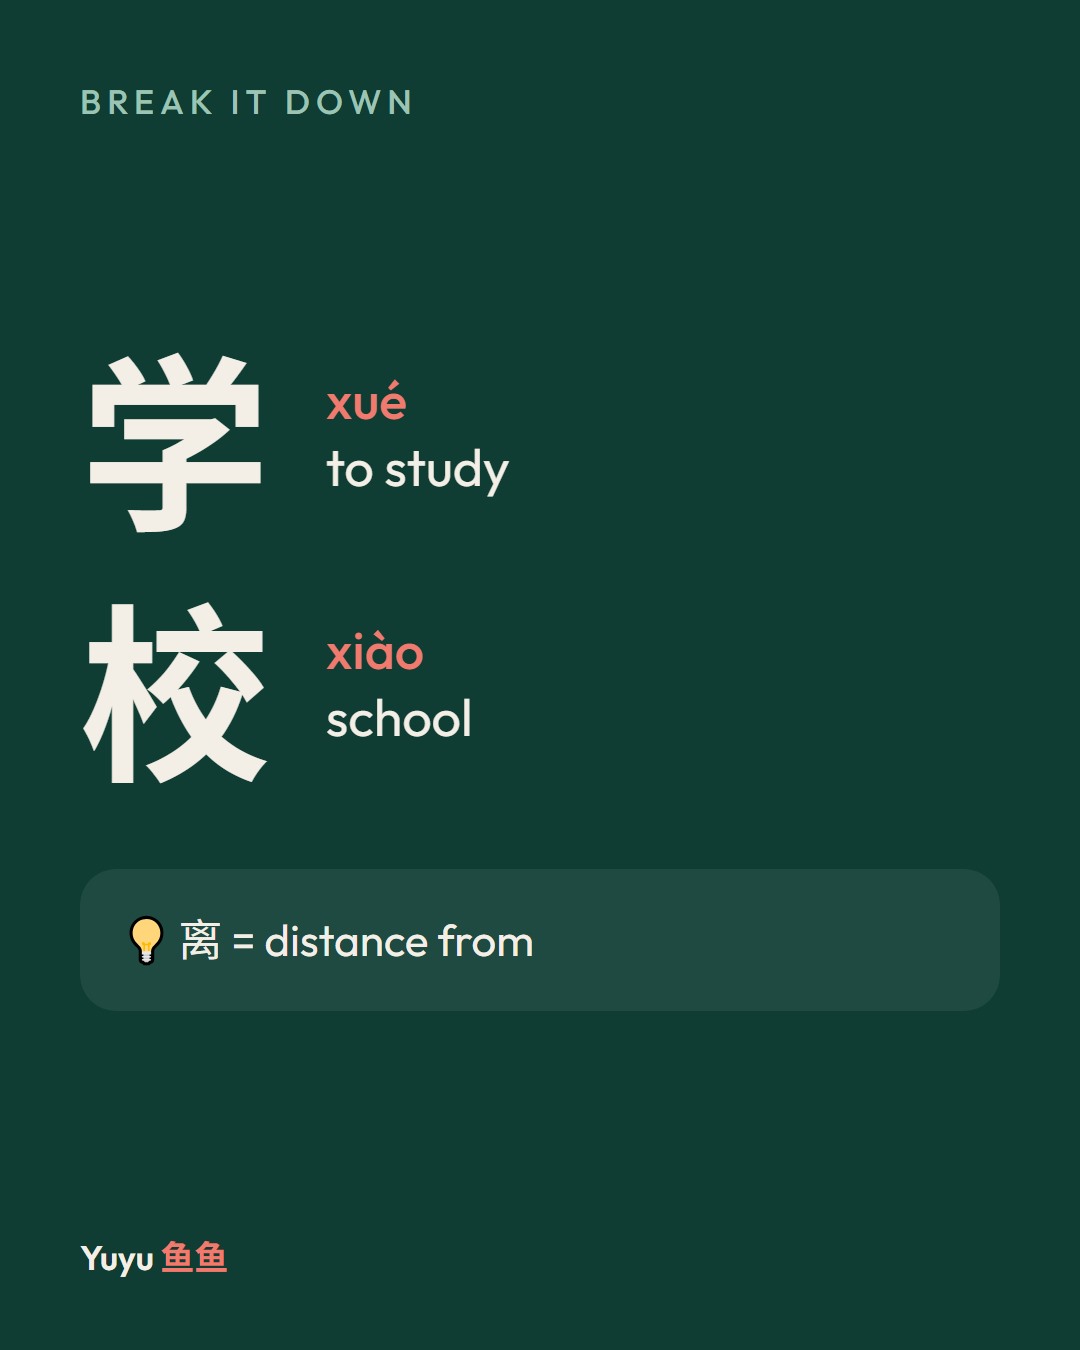 BREAK IT DOWN
学
xué
to study
校
xiào
school
💡 离 = distance from
Yuyu 鱼鱼